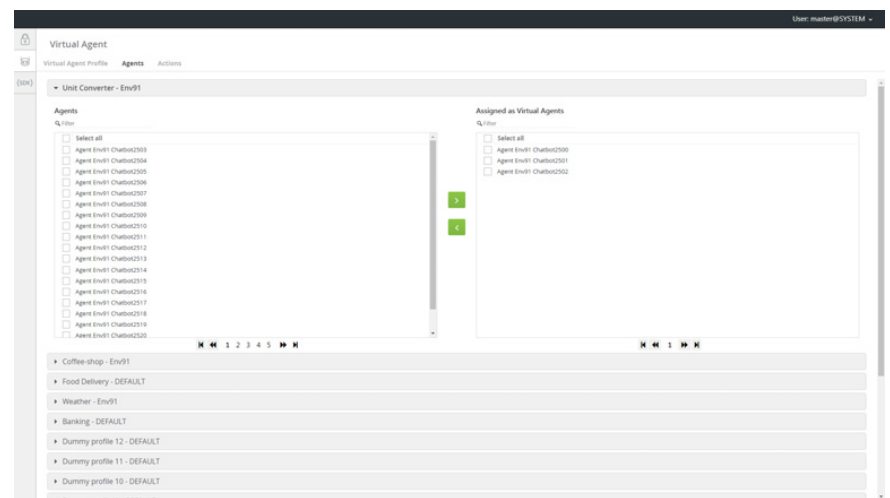 User: master@SYSTEM
Virtual Agent
Virtual Agent Profile Agents Actions
{SDK}
Unit Converter - Env91
Agents
Filter
Select all
Agent Env91 Chatbot2503
Agent Env91 Chatbot2504
Agent Env91 Chatbot2505
Agent Env91 Chatbot2506
Agent Env91 Chatbot2507
Agent Env91 Chatbot2508
Agent Env91 Chatbot2509
Agent Env91 Chatbot2510
Agent Env91 Chatbot2511
Agent Env91 Chatbot2512
Agent Env91 Chatbot2513
Agent Env91 Chatbot2514
Agent Env91 Chatbot2515
Agent Env91 Chatbot2516
Agent Env91 Chatbot2517
Agent Env91 Chatbot2518
Agent Env91 Chatbot2519
Agent Env91 Chatbot2520
1 2 3 4 5
Assigned as Virtual Agents
Filter
Select all
Agent Env91 Chatbot2500
Agent Env91 Chatbot2501
Agent Env91 Chatbot2502
1
Coffee-shop - Env91
Food Delivery - DEFAULT
Weather - Env91
Banking - DEFAULT
Dummy profile 12 - DEFAULT
Dummy profile 11 - DEFAULT
Dummy profile 10 - DEFAULT